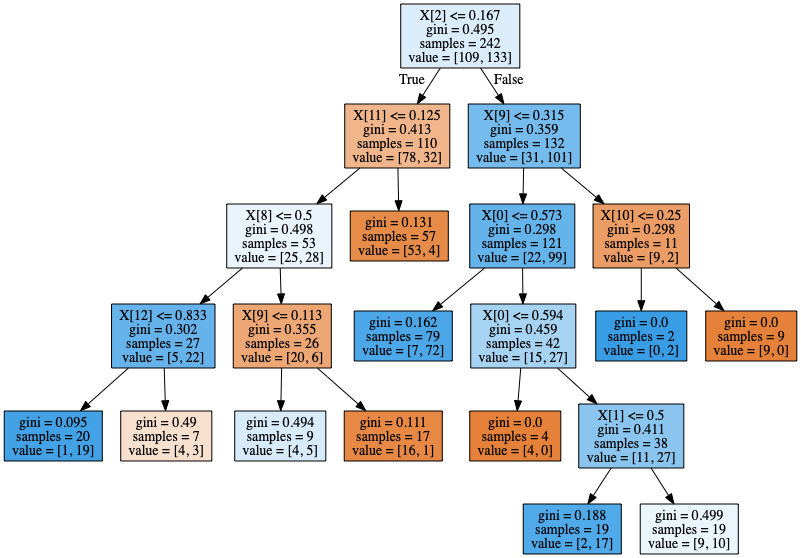 X[2] <= 0.167
gini = 0.495
samples = 242
value = [109, 133]
True
False
X[11] <= 0.125
gini = 0.413
samples = 110
value = [78, 32]
X[9] <= 0.315
gini = 0.359
samples = 132
value = [31, 101]
X[8] <= 0.5
gini = 0.498
samples = 53
value = [25, 28]
gini = 0.131
samples = 57
value = [53, 4]
X[0] <= 0.573
gini = 0.298
samples = 121
value = [22, 99]
X[10] <= 0.25
gini = 0.298
samples = 11
value = [9, 2]
X[12] <= 0.833
gini = 0.302
samples = 27
value = [5, 22]
X[9] <= 0.113
gini = 0.355
samples = 26
value = [20, 6]
gini = 0.162
samples = 79
value = [7, 72]
X[0] <= 0.594
gini = 0.459
samples = 42
value = [15, 27]
gini = 0.0
samples = 2
value = [0, 2]
gini = 0.0
samples = 9
value = [9, 0]
gini = 0.095
samples = 20
value = [1, 19]
gini = 0.49
samples = 7
value = [4, 3]
gini = 0.494
samples = 9
value = [4, 5]
gini = 0.111
samples = 17
value = [16, 1]
gini = 0.0
samples = 4
value = [4, 0]
X[1] <= 0.5
gini = 0.411
samples = 38
value = [11, 27]
gini = 0.188
samples = 19
value = [2, 17]
gini = 0.499
samples = 19
value = [9, 10]